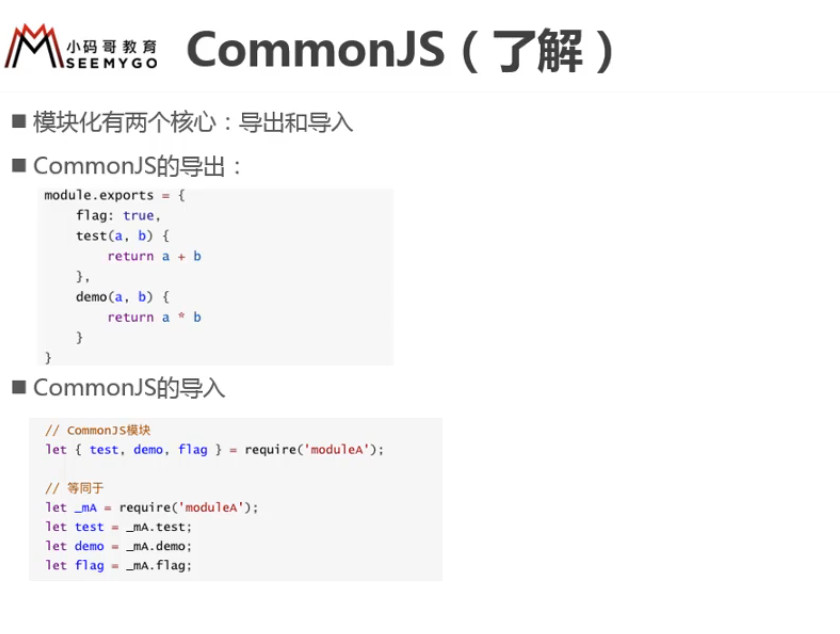 小码哥教育
SEEMYGO
CommonJS（了解）
■ 模块化有两个核心：导出和导入
■ CommonJS的导出：
module.exports = {
    flag: true,
    test(a, b) {
        return a + b
    },
    demo(a, b) {
        return a * b
    }
}
■ CommonJS的导入
// CommonJS模块
let { test, demo, flag } = require('moduleA');
// 等同于
let _mA = require('moduleA');
let test = _mA.test;
let demo = _mA.demo;
let flag = _mA.flag;